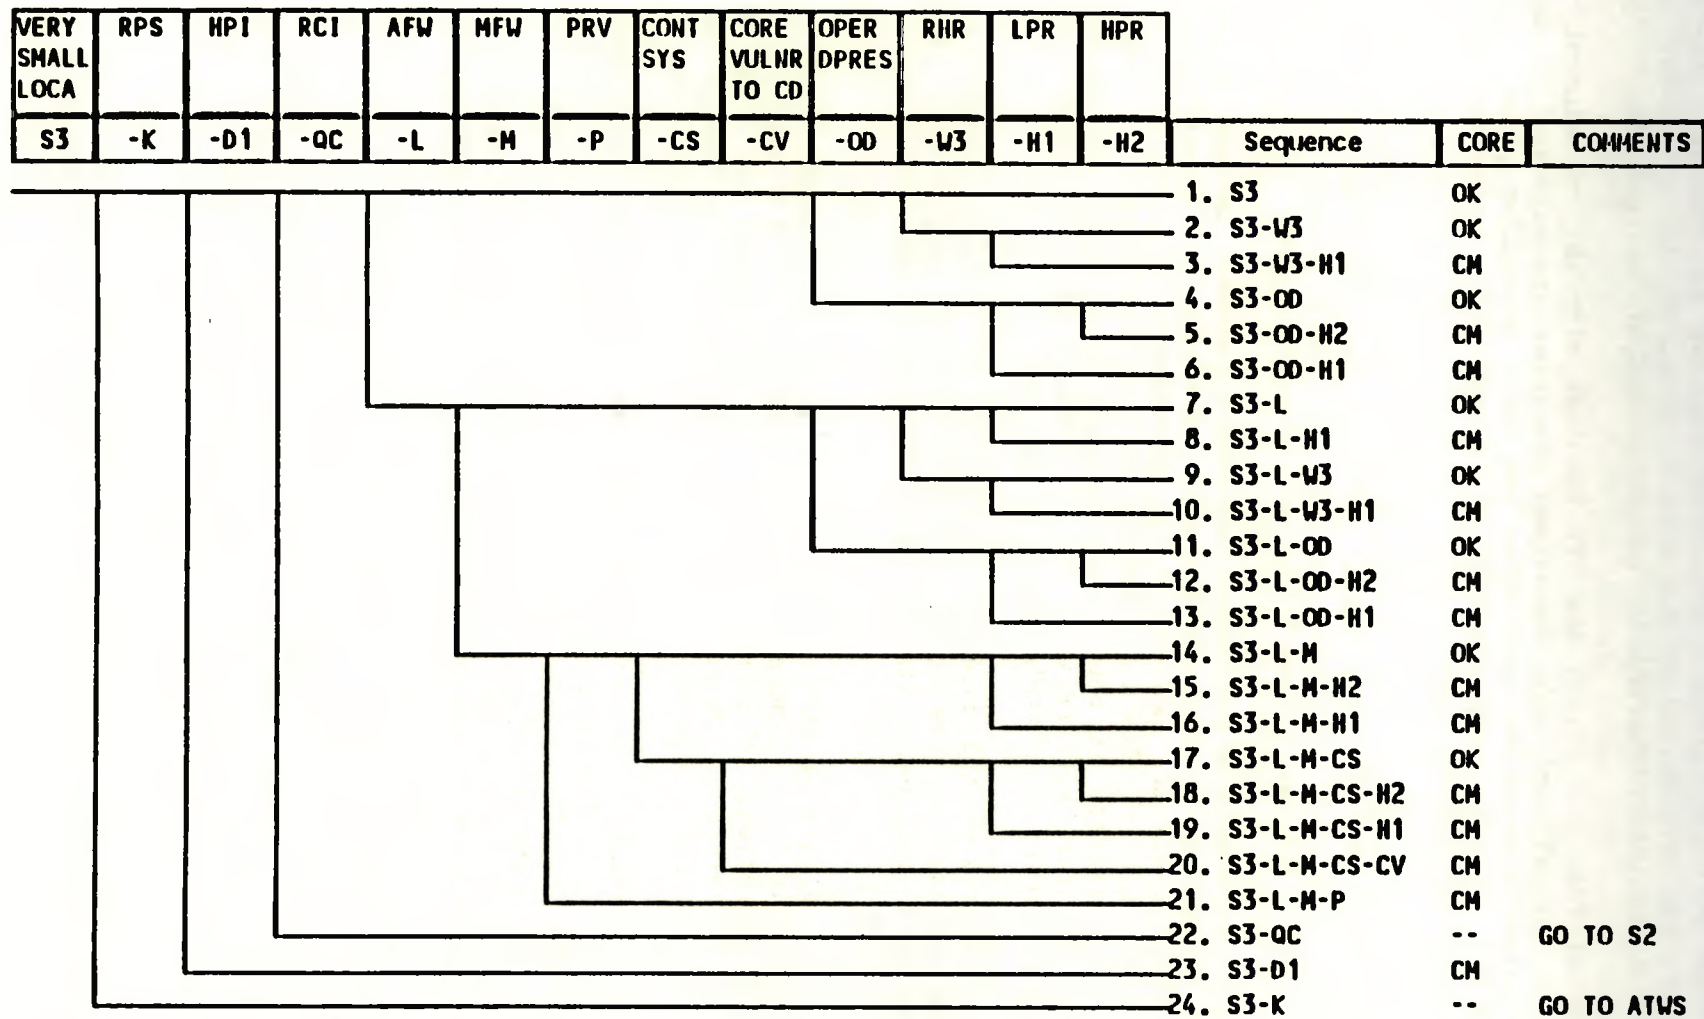 VERY RPS HPI RCI AFW MFW PRV CONT CORE OPER RHR LPR HPR
SMALL SYS VULNR DPRES
LOCA TO CD
S3 -K -D1 -QC -L -M -P -CS -CV -OD -W3 -H1 -H2 Sequence CORE COMMENTS
1. S3 OK
2. S3-W3 OK
3. S3-W3-H1 CM
4. S3-OD OK
5. S3-OD-H2 CM
6. S3-OD-H1 CM
7. S3-L OK
8. S3-L-H1 CM
9. S3-L-W3 OK
10. S3-L-W3-H1 CM
11. S3-L-OD OK
12. S3-L-OD-H2 CM
13. S3-L-OD-H1 CM
14. S3-L-M OK
15. S3-L-M-H2 CM
16. S3-L-M-H1 CM
17. S3-L-M-CS OK
18. S3-L-M-CS-H2 CM
19. S3-L-M-CS-H1 CM
20. S3-L-M-CS-CV CM
21. S3-L-M-P CM
22. S3-QC -- GO TO S2
23. S3-D1 CM
24. S3-K -- GO TO ATWS